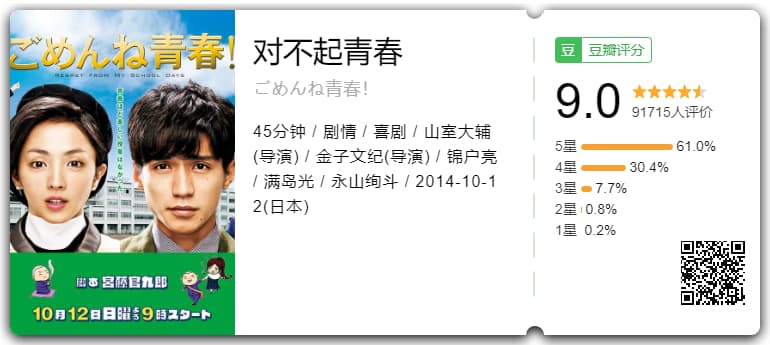 ごめんね青春!
REGRET FROM MY SCHOOL DAYS
脚本 宮藤官九郎
10月12日日曜よる9時スタート
对不起青春
ごめんね青春！
45分钟 / 剧情 / 喜剧 / 山室大辅
(导演) / 金子文纪(导演) / 锦户亮
/ 满岛光 / 永山绚斗 / 2014-10-1
2(日本)
豆 豆瓣评分
9.0
91715人评价
5星 61.0%
4星 30.4%
3星 7.7%
2星 0.8%
1星 0.2%